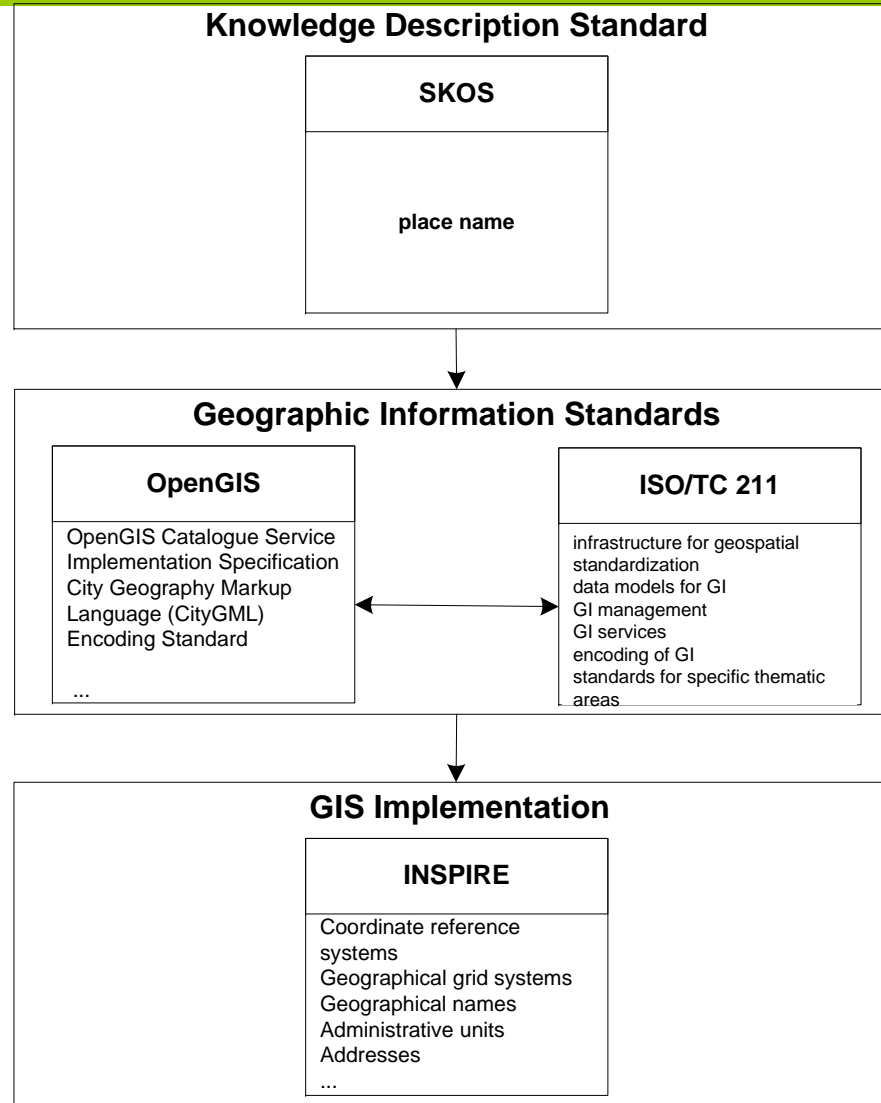 Knowledge Description Standard
SKOS
place name
Geographic Information Standards
OpenGIS
OpenGIS Catalogue Service
Implementation Specification
City Geography Markup
Language (CityGML)
Encoding Standard
...
ISO/TC 211
infrastructure for geospatial
standardization
data models for GI
GI management
GI services
encoding of GI
standards for specific thematic
areas
GIS Implementation
INSPIRE
Coordinate reference
systems
Geographical grid systems
Geographical names
Administrative units
Addresses
...